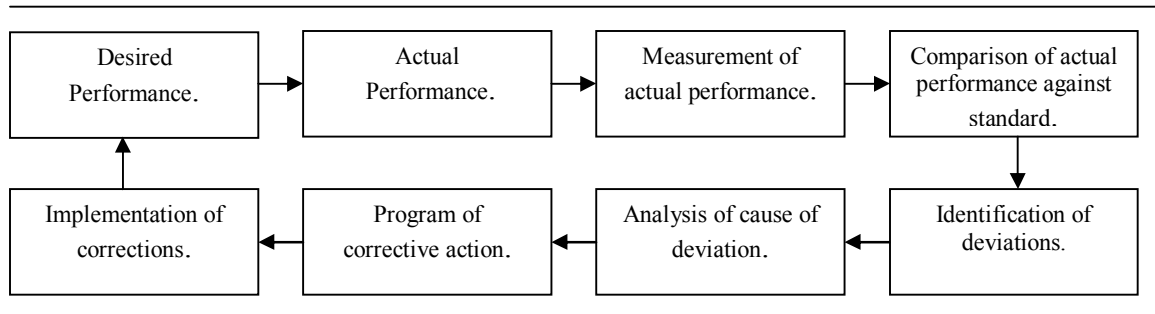 Desired
Performance.
Actual
Performance.
Measurement of
actual performance.
Comparison of actual
performance against
standard.
Identification of
deviations.
Analysis of cause of
deviation.
Program of
corrective action.
Implementation of
corrections.